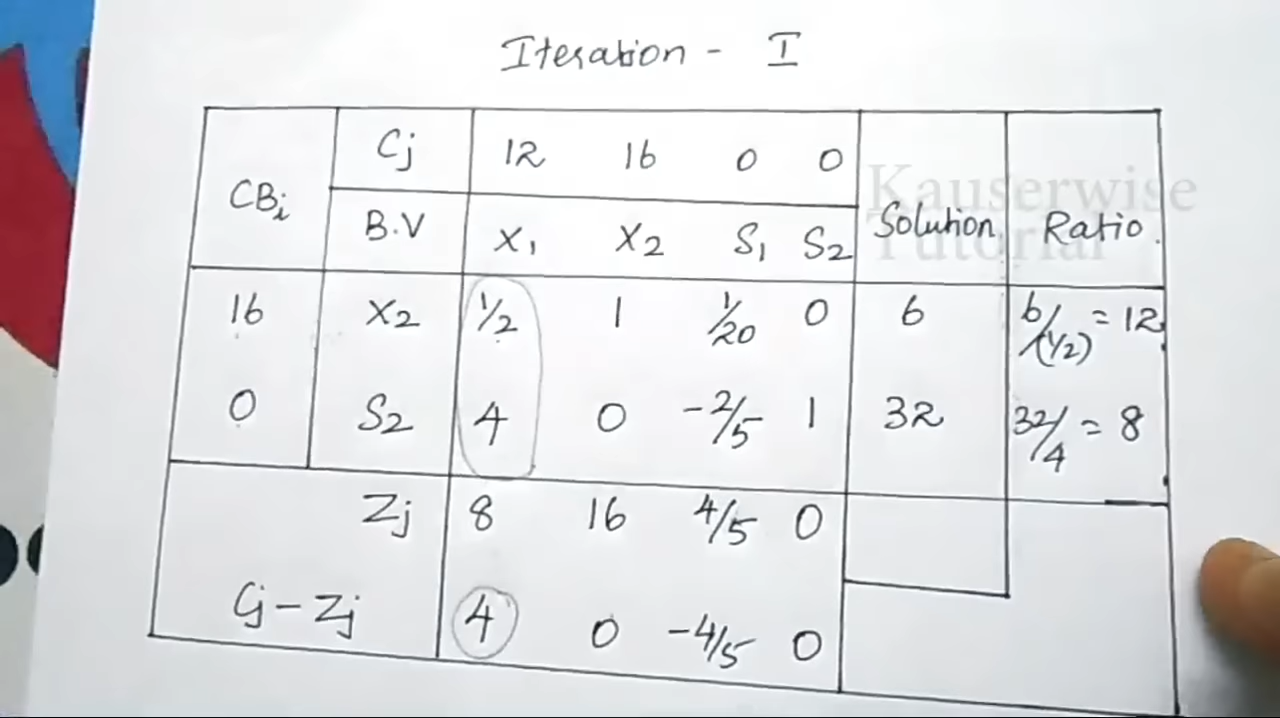 Iteration - I
CBi Cj 12 16 0 0 Solution Ratio
B.V X1 X2 S1 S2
16 X2 1/2 1 1/20 0 6 6/(1/2) = 12
0 S2 4 0 -2/5 1 32 32/4 = 8
Zj 8 16 4/5 0
Cj - Zj 4 0 -4/5 0
Kauserwise
Tutorial